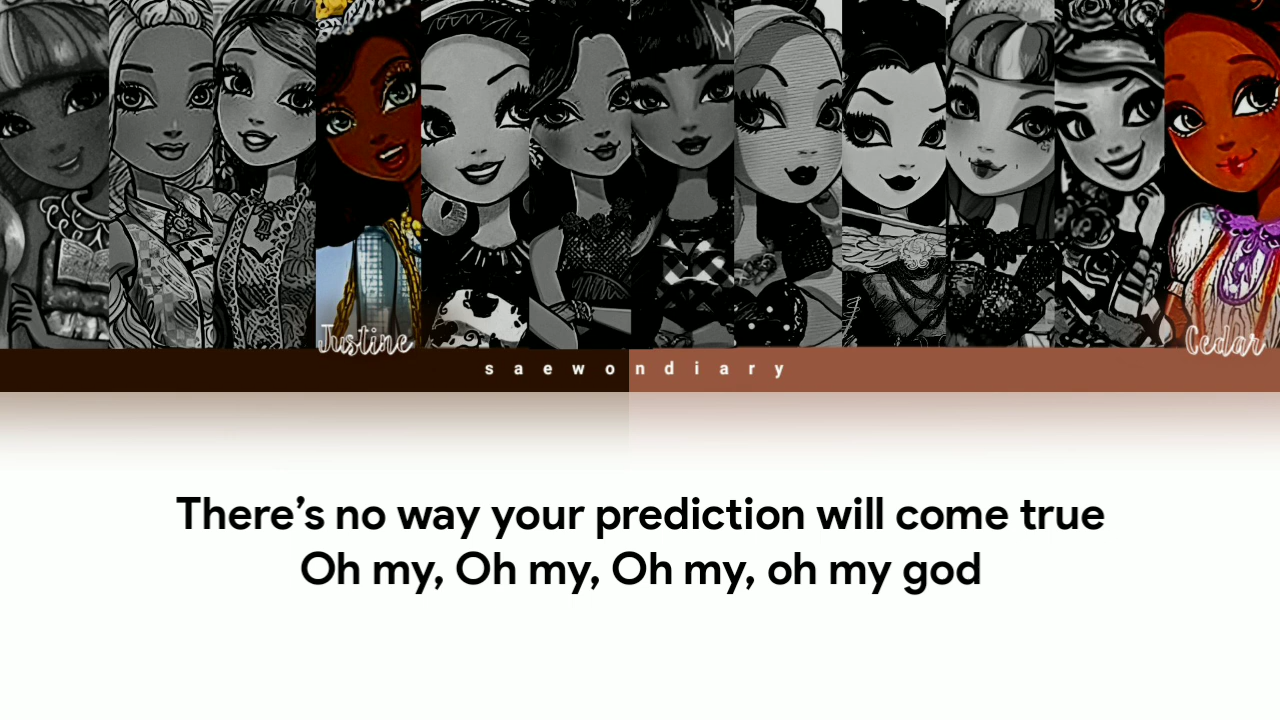 Justine
Cedar
saewondiary
There's no way your prediction will come true
Oh my, Oh my, Oh my, oh my god